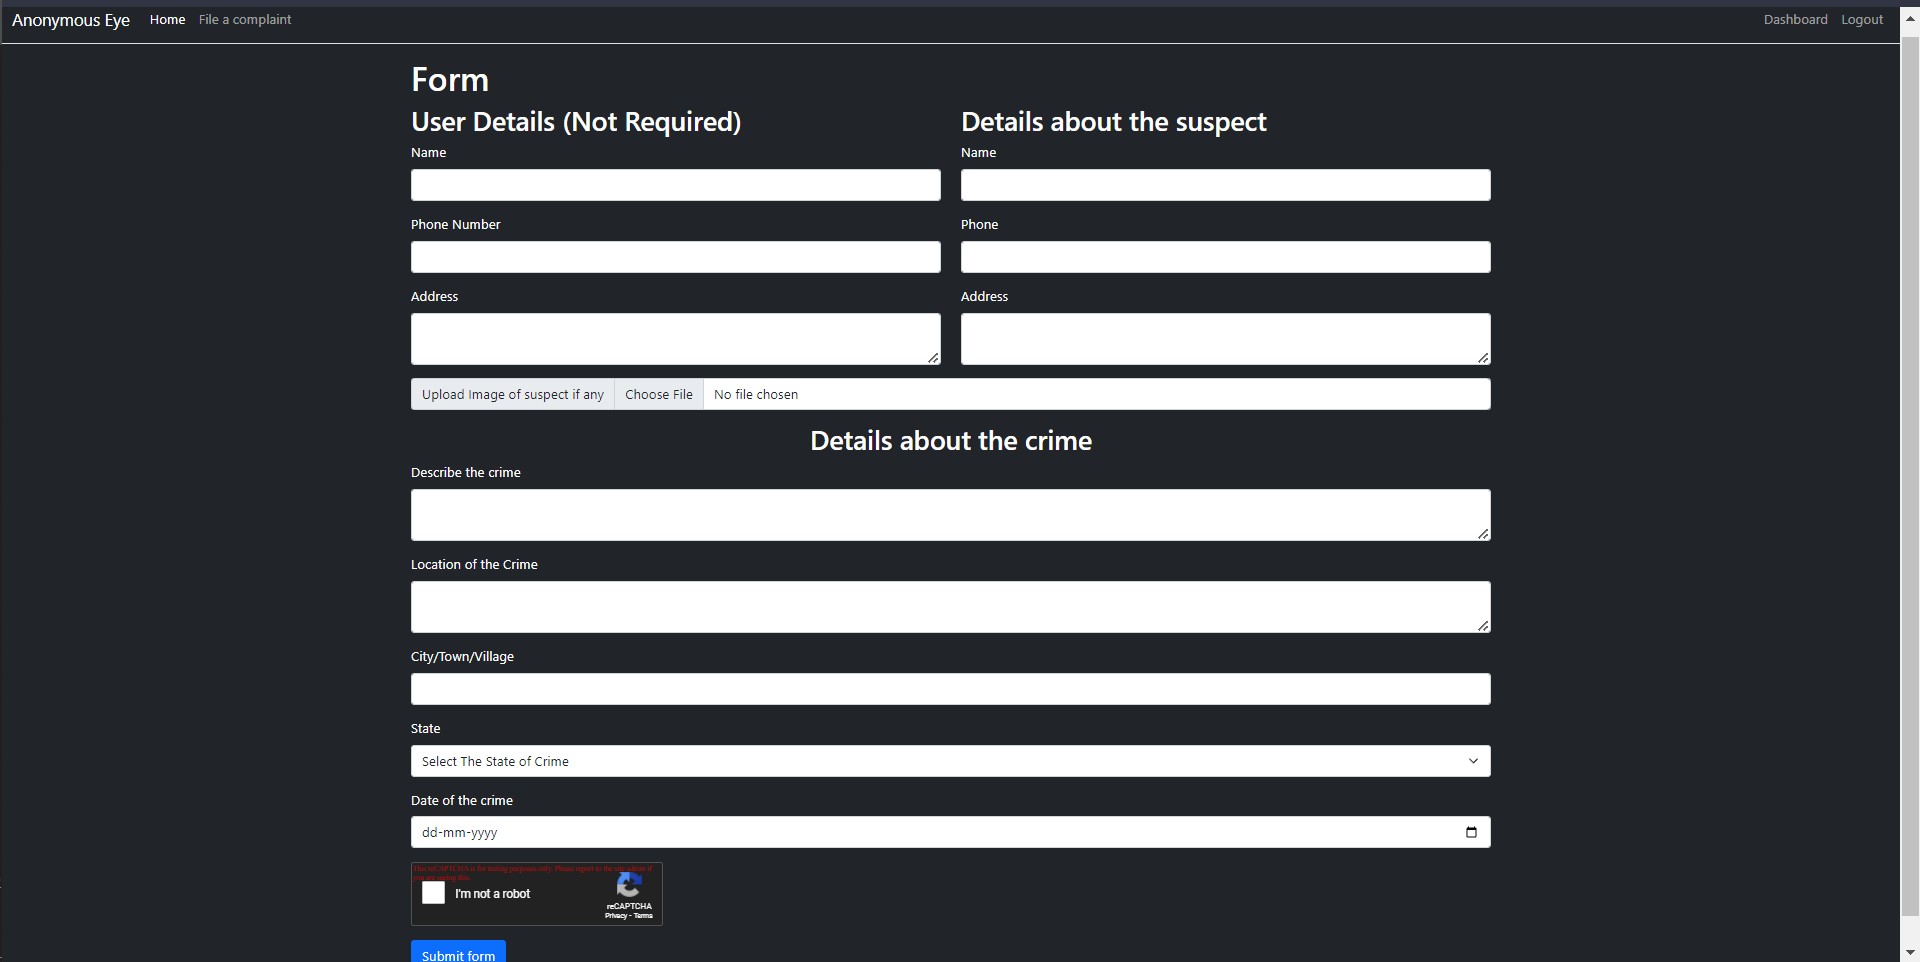 Anonymous Eye Home File a complaint Dashboard Logout
Form
User Details (Not Required)
Details about the suspect
Name
Name
Phone Number
Phone
Address
Address
Upload Image of suspect if any Choose File No file chosen
Details about the crime
Describe the crime
Location of the Crime
City/Town/Village
State
Select The State of Crime
Date of the crime
dd-mm-yyyy
This reCAPTCHA is for testing purposes only. Please report to the site admin if
you are seeing this.
I'm not a robot
reCAPTCHA
Privacy - Terms
Submit form